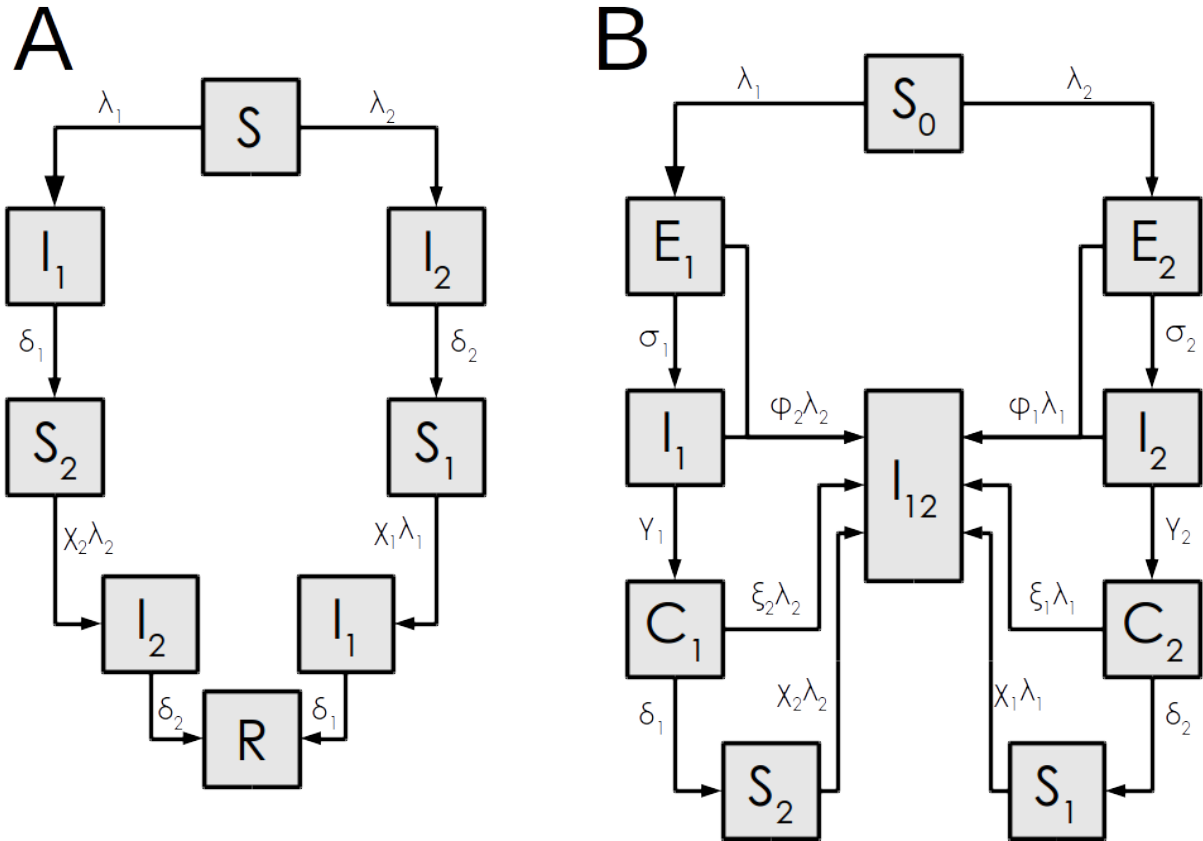 A
S
λ₁
λ₂
I₁
I₂
δ₁
δ₂
S₂
S₁
χ₂λ₂
χ₁λ₁
I₂
I₁
δ₂
δ₁
R
B
S₀
λ₁
λ₂
E₁
E₂
σ₁
σ₂
φ₂λ₂
φ₁λ₁
I₁
I₁₂
I₂
γ₁
γ₂
ξ₂λ₂
ξ₁λ₁
C₁
C₂
δ₁
χ₂λ₂
χ₁λ₁
δ₂
S₂
S₁